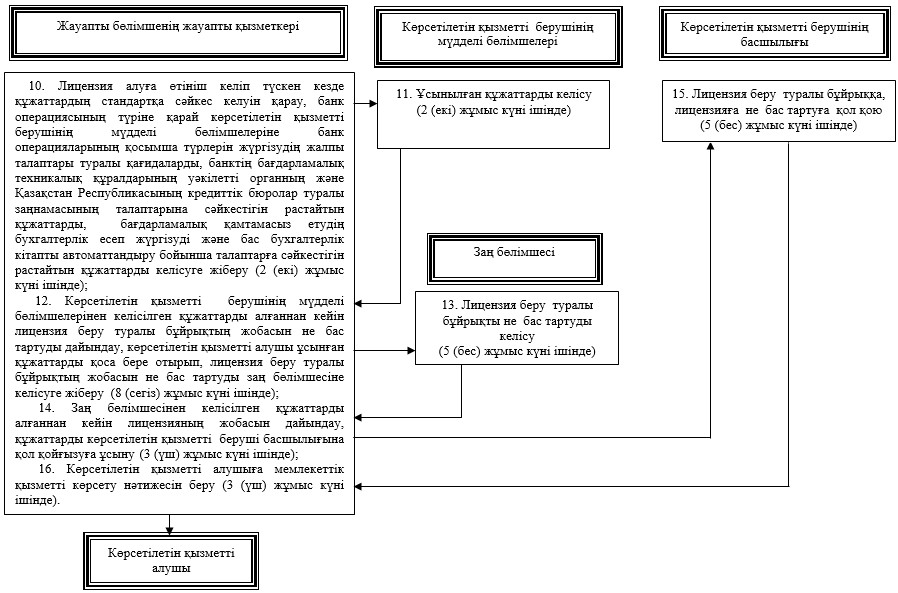 Жауапты бөлімшенің жауапты қызметкері
Көрсетілетін қызметті берушінің
мүдделі бөлімшелері
Көрсетілетін қызметті берушінің
басшылығы
10. Лицензия алуға өтініш келіп түскен кезде
құжаттардың стандартқа сәйкес келуін қарау, банк
операциясының түріне қарай көрсетілетін қызметті
берушінің мүдделі бөлімшелеріне банк
операцияларының қосымша түрлерін жүргізудің жалпы
талаптары туралы қағидаларды, банктің бағдарламалық
техникалық құралдарының уәкілетті органның және
Қазақстан Республикасының кредиттік бюролар туралы
заңнамасының талаптарына сәйкестігін растайтын
құжаттарды, бағдарламалық қамтамасыз етудің
бухгалтерлік есеп жүргізуді және бас бухгалтерлік
кітапты автоматтандыру бойынша талаптарға сәйкестігін
растайтын құжаттарды келісуге жіберу (2 (екі) жұмыс
күні ішінде);
12. Көрсетілетін қызметті берушінің мүдделі
бөлімшелерінен келісілген құжаттарды алғаннан кейін
лицензия беру туралы бұйрықтың жобасын не бас
тартуды дайындау, көрсетілетін қызметті алушы ұсынған
құжаттарды қоса бере отырып, лицензия беру туралы
бұйрықтың жобасын не бас тартуды заң бөлімшесіне
келісуге жіберу (8 (сегіз) жұмыс күні ішінде);
14. Заң бөлімшесінен келісілген құжаттарды
алғаннан кейін лицензияның жобасын дайындау,
құжаттарды көрсетілетін қызметті беруші басшылығына
қол қойғызуға ұсыну (3 (үш) жұмыс күні ішінде);
16. Көрсетілетін қызметті алушыға мемлекеттік
қызметті көрсету нәтижесін беру (3 (үш) жұмыс күні
ішінде).
11. Ұсынылған құжаттарды келісу
(2 (екі) жұмыс күні ішінде)
15. Лицензия беру туралы бұйрыққа,
лицензияға не бас тартуға қол қою
(5 (бес) жұмыс күні ішінде)
Заң бөлімшесі
13. Лицензия беру туралы
бұйрықты не бас тартуды
келісу
(5 (бес) жұмыс күні ішінде)
Көрсетілетін қызметті
алушы